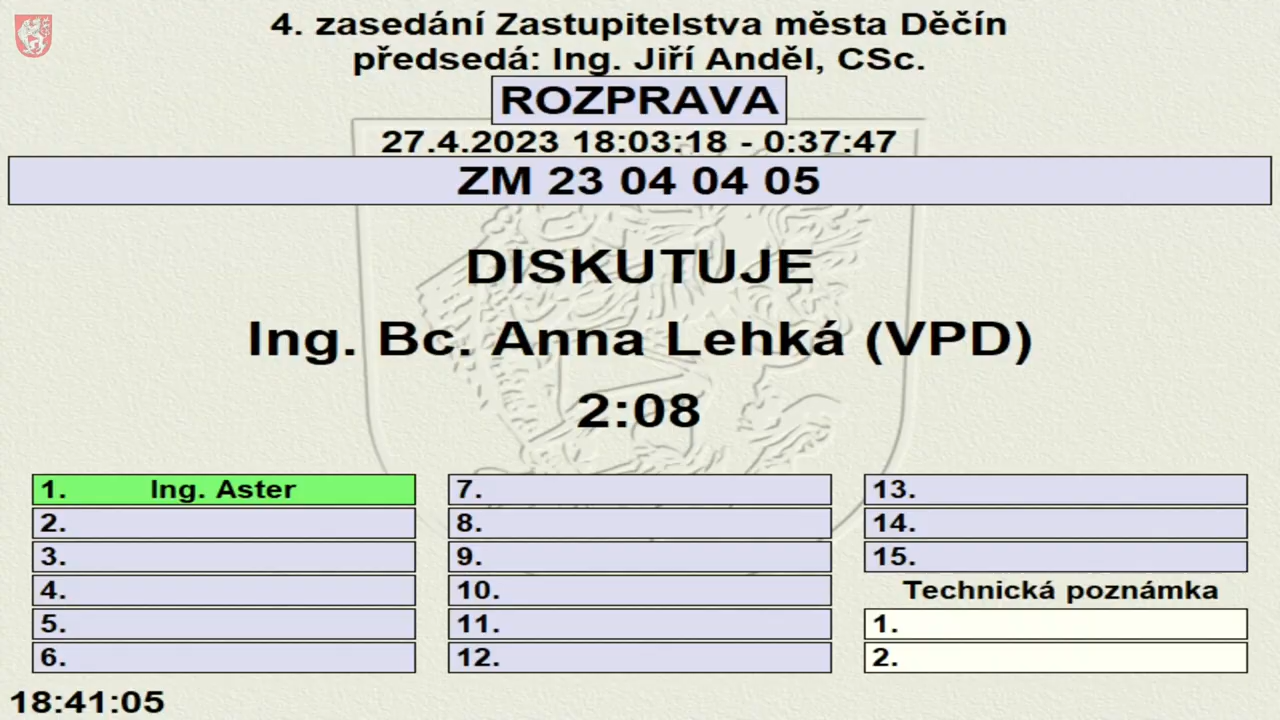 4. zasedání Zastupitelstva města Děčín
předsedá: Ing. Jiří Anděl, CSc.
ROZPRAVA
27.4.2023 18:03:18 - 0:37:47
ZM 23 04 04 05
DISKUTUJE
Ing. Bc. Anna Lehká (VPD)
2:08
1. Ing. Aster
2.
3.
4.
5.
6.
7.
8.
9.
10.
11.
12.
13.
14.
15.
Technická poznámka
1.
2.
18:41:05